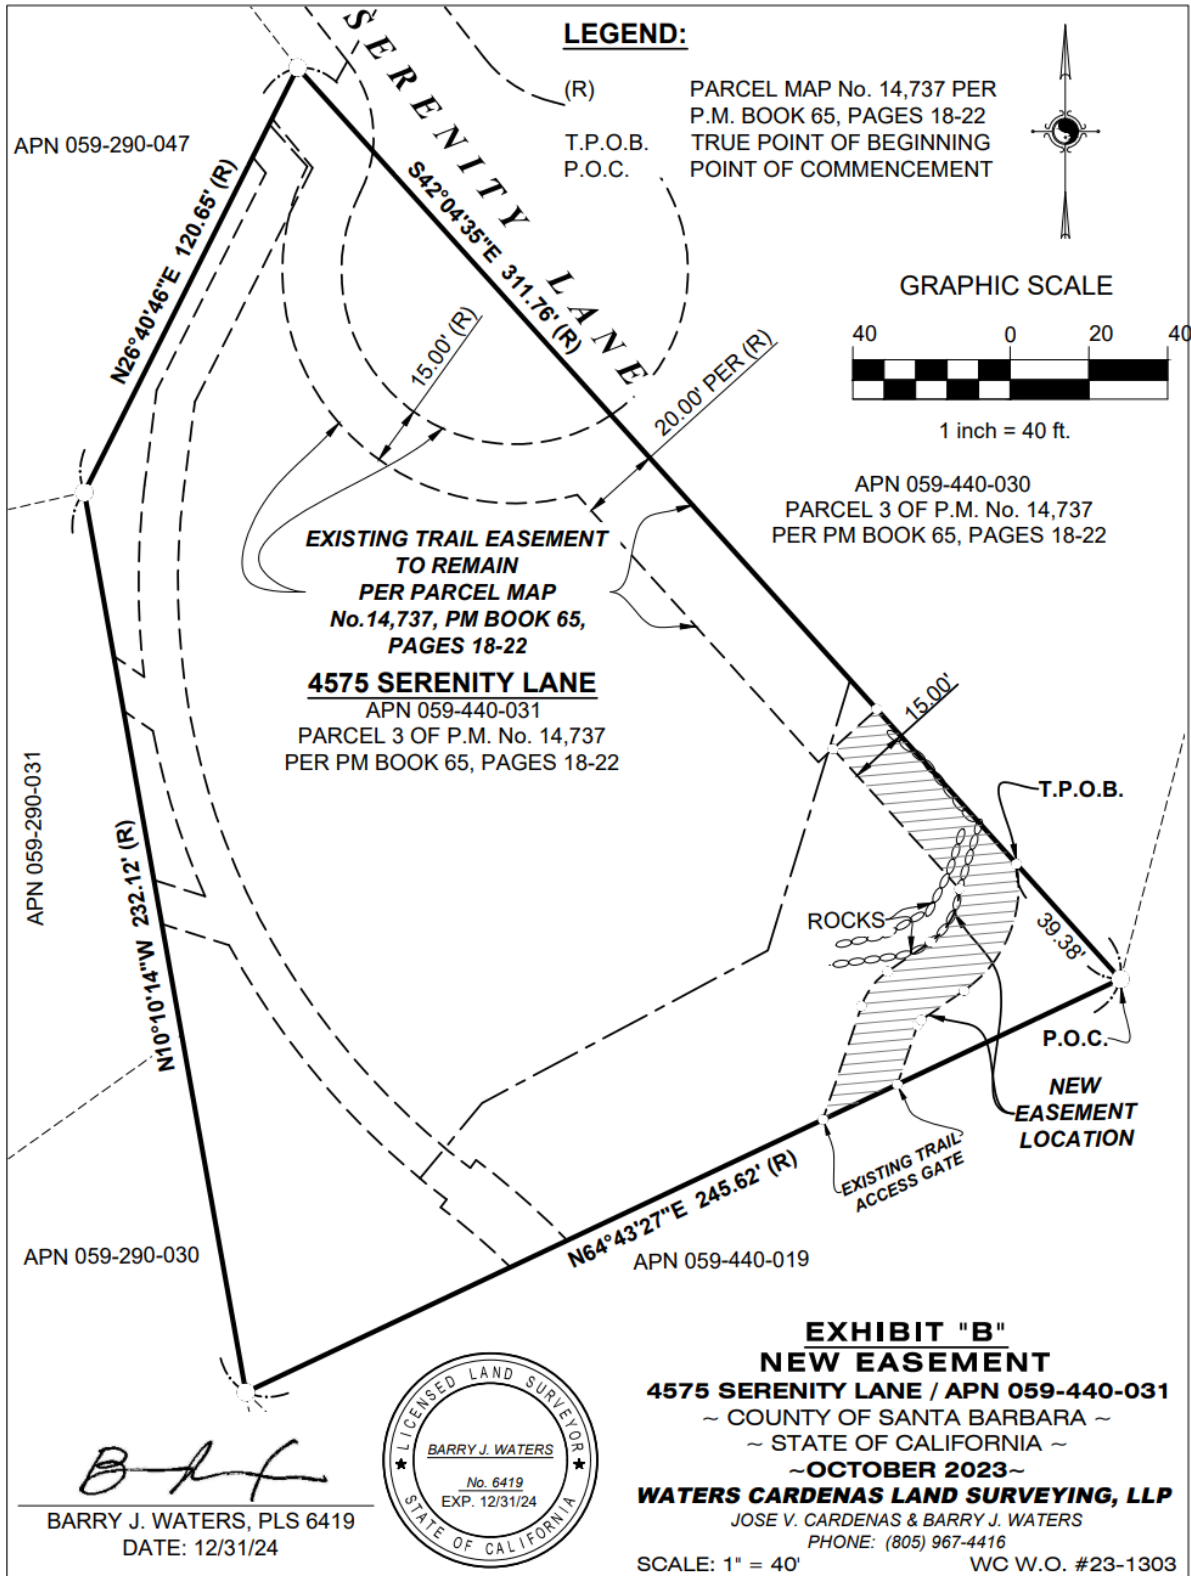 LEGEND:
(R) PARCEL MAP No. 14,737 PER
P.M. BOOK 65, PAGES 18-22
T.P.O.B. TRUE POINT OF BEGINNING
P.O.C. POINT OF COMMENCEMENT
SERENITY LANE
APN 059-290-047
N26°40'46"E 120.65' (R)
S42°04'35"E 311.76' (R)
15.00' (R)
20.00' PER (R)
GRAPHIC SCALE
40 0 20 40
1 inch = 40 ft.
APN 059-440-030
PARCEL 3 OF P.M. No. 14,737
PER PM BOOK 65, PAGES 18-22
EXISTING TRAIL EASEMENT
TO REMAIN
PER PARCEL MAP
No.14,737, PM BOOK 65,
PAGES 18-22
4575 SERENITY LANE
APN 059-440-031
PARCEL 3 OF P.M. No. 14,737
PER PM BOOK 65, PAGES 18-22
APN 059-290-031
N10°10'14"W 232.12' (R)
15.00'
T.P.O.B.
ROCKS
39.38'
P.O.C.
NEW
EASEMENT
LOCATION
EXISTING TRAIL
ACCESS GATE
N64°43'27"E 245.62' (R)
APN 059-290-030
APN 059-440-019
EXHIBIT "B"
NEW EASEMENT
4575 SERENITY LANE / APN 059-440-031
~ COUNTY OF SANTA BARBARA ~
~ STATE OF CALIFORNIA ~
~OCTOBER 2023~
WATERS CARDENAS LAND SURVEYING, LLP
JOSE V. CARDENAS & BARRY J. WATERS
PHONE: (805) 967-4416
SCALE: 1" = 40' WC W.O. #23-1303
LICENSED LAND SURVEYOR
BARRY J. WATERS
No. 6419
EXP. 12/31/24
STATE OF CALIFORNIA
BARRY J. WATERS, PLS 6419
DATE: 12/31/24